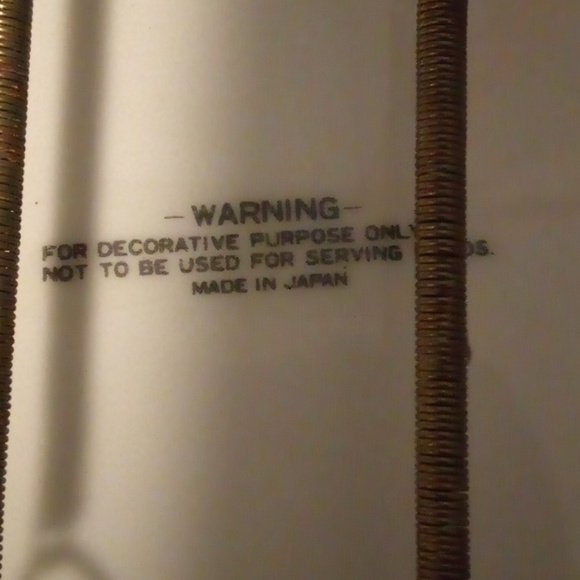 -WARNING-
FOR DECORATIVE PURPOSE ONLY
NOT TO BE USED FOR SERVING
MADE IN JAPAN